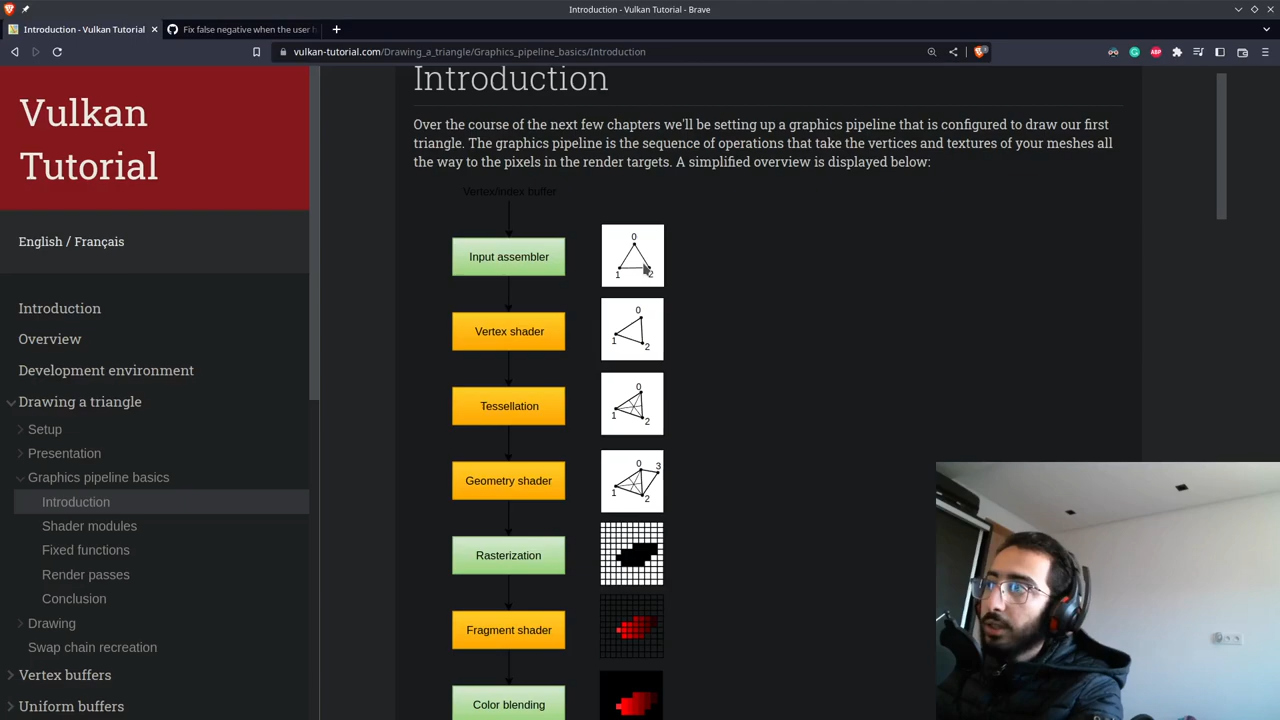 Introduction - Vulkan Tutorial - Brave
Introduction - Vulkan Tutorial
Fix false negative when the user h
vulkan-tutorial.com/Drawing_a_triangle/Graphics_pipeline_basics/Introduction
ABP
Vulkan
Tutorial
English / Français
Introduction
Overview
Development environment
Drawing a triangle
Setup
Presentation
Graphics pipeline basics
Introduction
Shader modules
Fixed functions
Render passes
Conclusion
Drawing
Swap chain recreation
Vertex buffers
Uniform buffers
Introduction
Over the course of the next few chapters we'll be setting up a graphics pipeline that is configured to draw our first
triangle. The graphics pipeline is the sequence of operations that take the vertices and textures of your meshes all
the way to the pixels in the render targets. A simplified overview is displayed below:
Vertex/index buffer
Input assembler
0
1 2
Vertex shader
0
1 2
Tessellation
0
1 2
Geometry shader
0 3
1 2
Rasterization
Fragment shader
Color blending